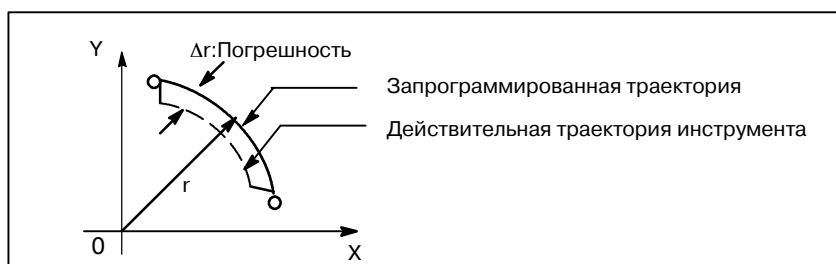 Y
Δr:Погрешность
Запрограммированная траектория
Действительная траектория инструмента
r
0
X